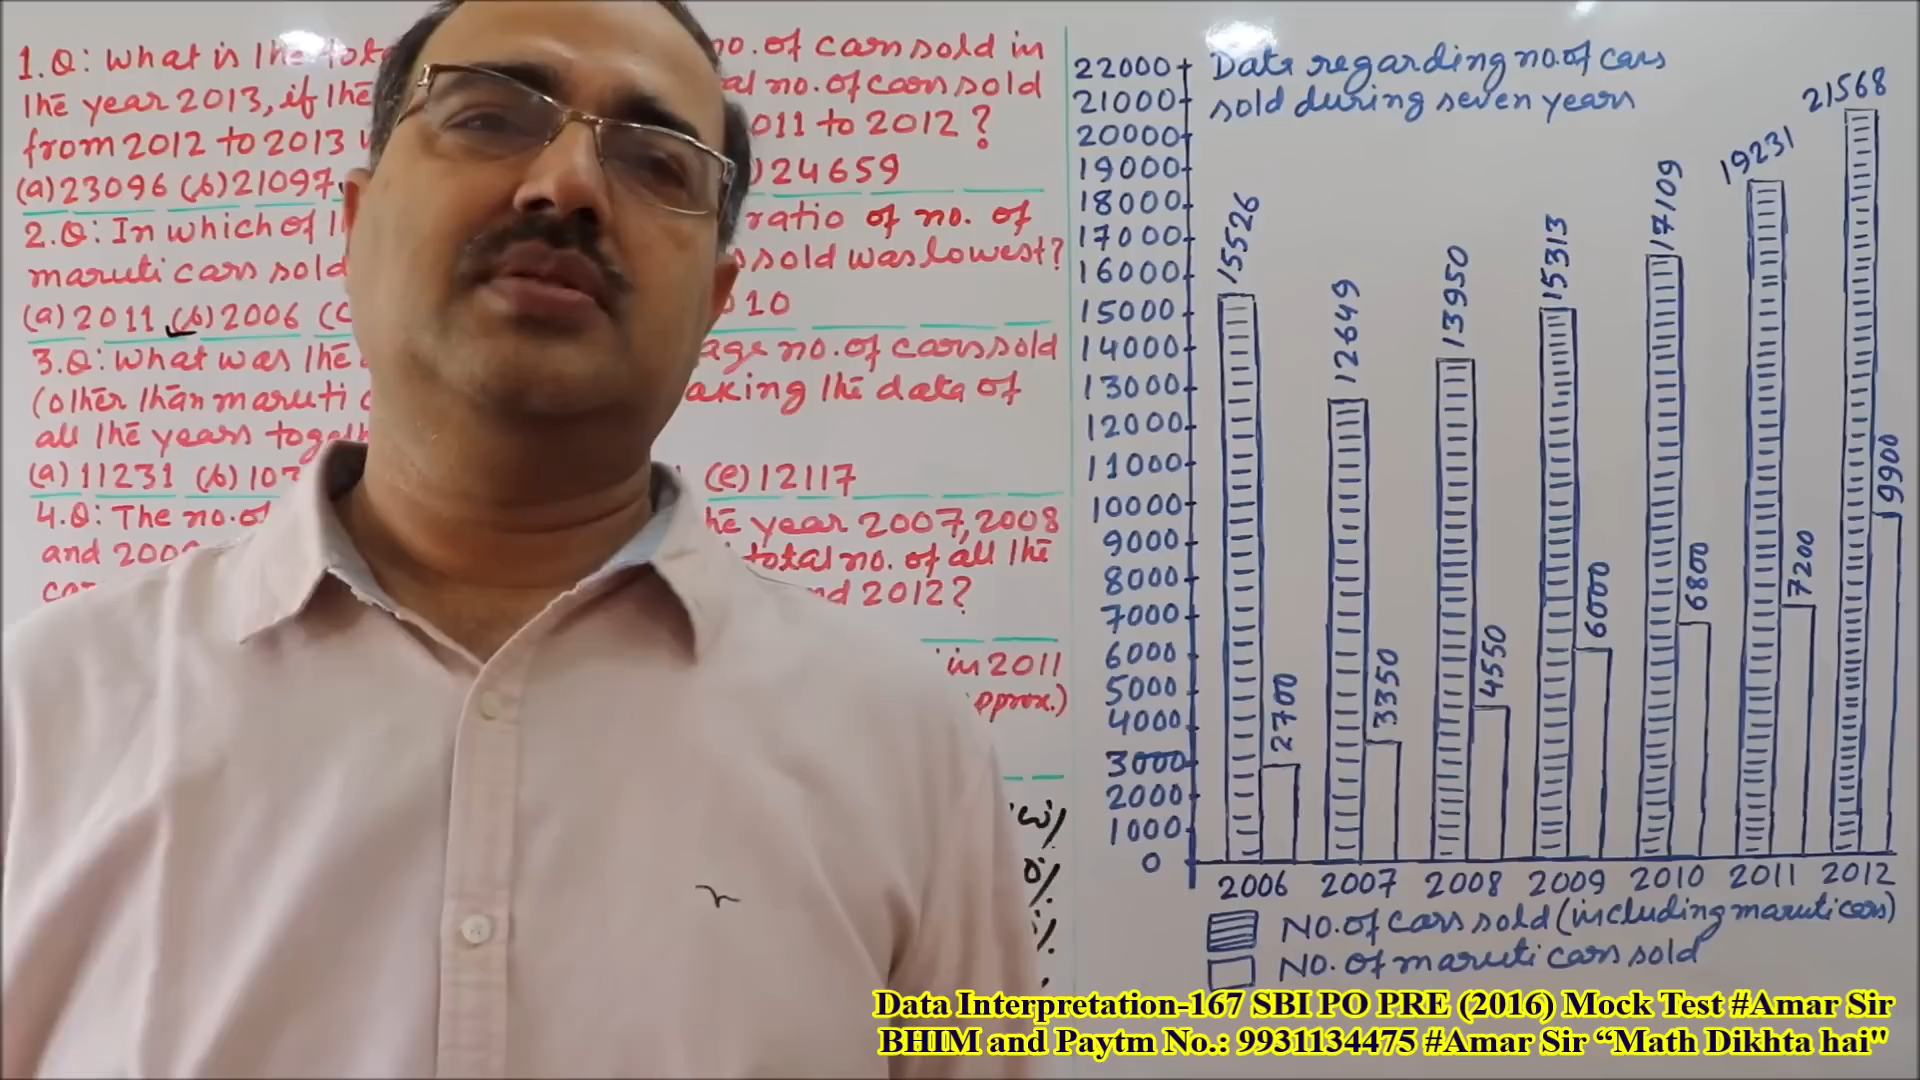 1.Q: What is the
no. of cars sold in
the year 2013, if the
no. of cars sold
from 2012 to 2013
011 to 2012?
(a) 23096 (b) 21097
)24659
2.Q: In which of
ratio of no. of
maruti cars sold
sold was lowest?
(a) 2011 (b) 2006 (c
10
3.Q: What was the
no. of cars sold
(other than maruti
aking the data of
all the years
(a) 11231 (b) 10
(e) 12117
4.Q: The no. of
he year 2007, 2008
and
total no. of all the
nd 2012?
in 2011
pprox.)
%
0%
%
Data regarding no. of cars
sold during seven years
22000
21000
20000
19000
18000
17000
16000
15000
14000
13000
12000
11000
10000
9000
8000
7000
6000
5000
4000
3000
2000
1000
0
15526
2700
12649
3350
13950
4550
15313
6000
17109
6800
19231
7200
21568
9900
2006 2007 2008 2009 2010 2011 2012
No. of cars sold (including maruti cars)
No. of maruti cars sold
Data Interpretation-167 SBI PO PRE (2016) Mock Test #Amar Sir
BHIM and Paytm No.: 9931134475 #Amar Sir “Math Dikhta hai"